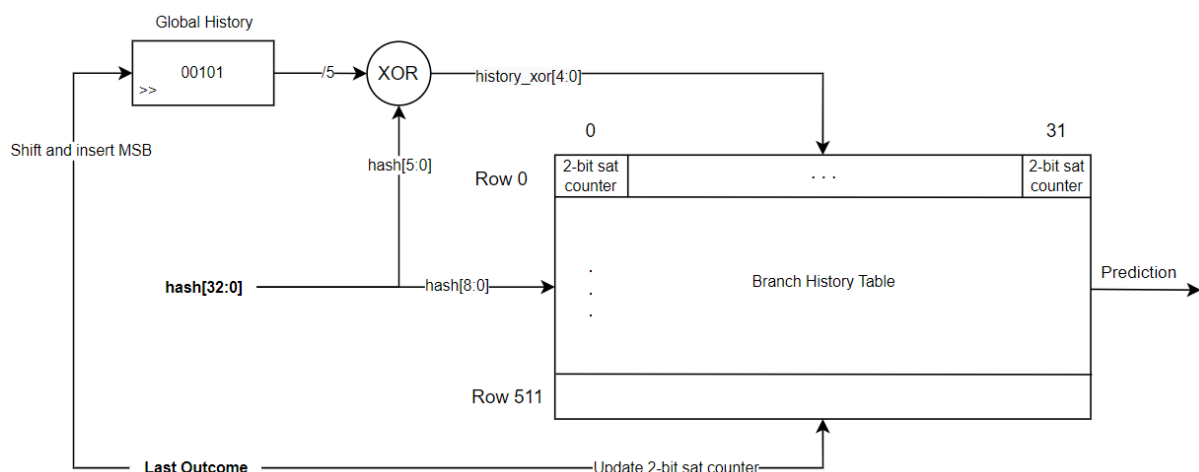 Global History
00101
>>
/5
XOR
history_xor[4:0]
Shift and insert MSB
hash[5:0]
0
31
Row 0
2-bit sat
counter
. . .
2-bit sat
counter
hash[32:0]
hash[8:0]
.
.
.
Branch History Table
Prediction
Row 511
Last Outcome
Update 2-bit sat counter